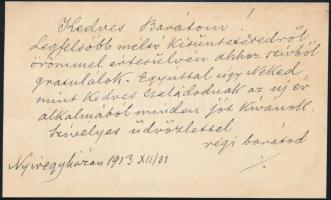 Kedves Barátom!
Legfelsőbb méltó kitüntetésedről
örömmel értesülvén ahhoz szívből
gratulálok. Egyuttal úgy Neked,
mint Kedves Családodnak az új év
alkalmából minden jót kívánok.
Szívélyes üdvözlettel
régi barátod
Nyíregyházán 1913 XII/31